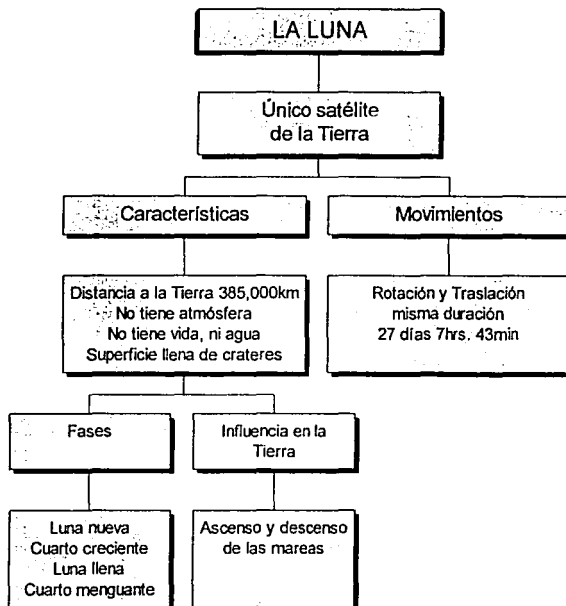 LA LUNA
Único satélite
de la Tierra
Características
Movimientos
Distancia a la Tierra 385,000km
No tiene atmósfera
No tiene vida, ni agua
Superficie llena de crateres
Rotación y Traslación
misma duración
27 días 7hrs. 43min
Fases
Influencia en la
Tierra
Luna nueva
Cuarto creciente
Luna llena
Cuarto menguante
Ascenso y descenso
de las mareas